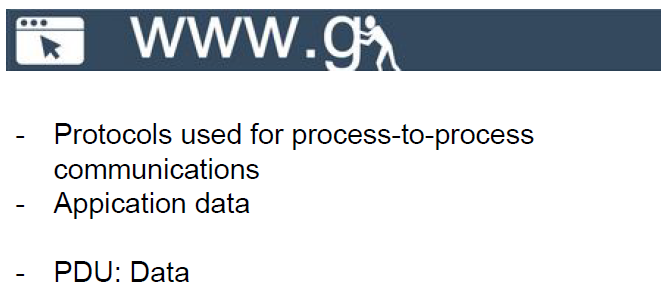 www.g
- Protocols used for process-to-process
communications
- Appication data
- PDU: Data